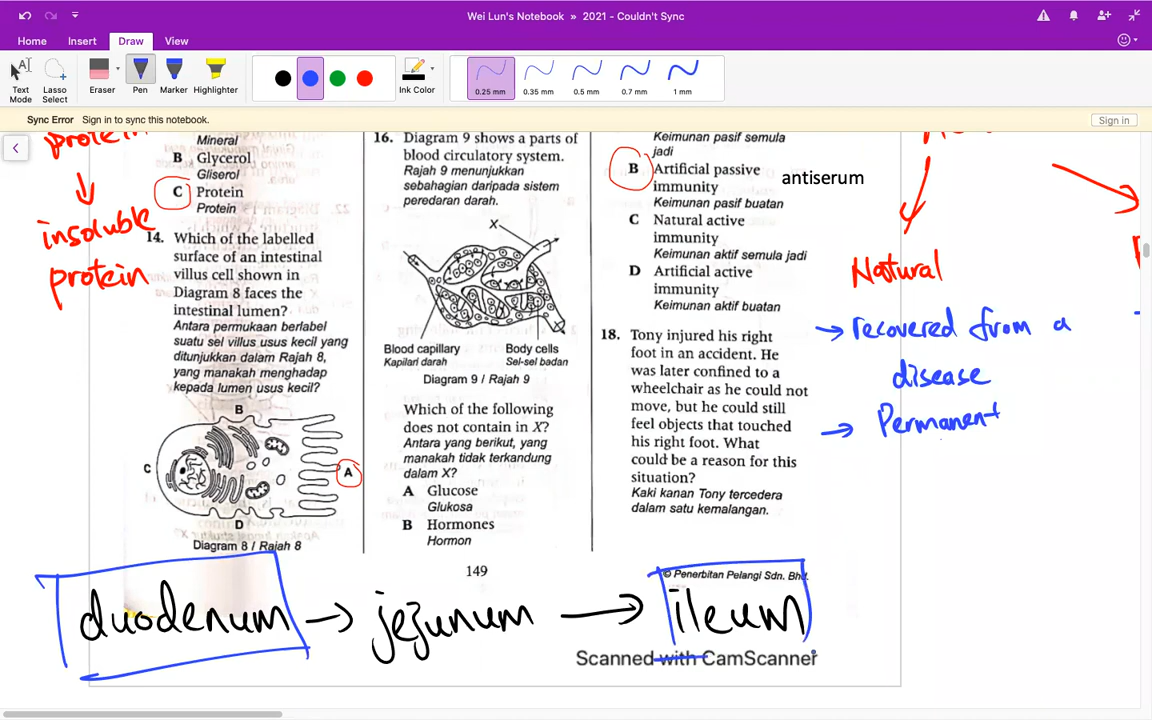 Wei Lun's Notebook » 2021 - Couldn't Sync
Home Insert Draw View
Text Mode
Lasso Select
Eraser
Pen
Marker
Highlighter
Ink Color
0.25 mm
0.35 mm
0.5 mm
0.7 mm
1 mm
Sync Error Sign in to sync this notebook.
Sign in
protein
insoluble
protein
Mineral
B Glycerol
Gliserol
C Protein
Protein
14. Which of the labelled
surface of an intestinal
villus cell shown in
Diagram 8 faces the
intestinal lumen?
Antara permukaan berlabel
suatu sel villus usus kecil yang
ditunjukkan dalam Rajah 8,
yang manakah menghadap
kepada lumen usus kecil?
B
C
A
D
Diagram 8 / Rajah 8
16. Diagram 9 shows a parts of
blood circulatory system.
Rajah 9 menunjukkan
sebahagian daripada sistem
peredaran darah.
X
Blood capillary
Kapilari darah
Body cells
Sel-sel badan
Diagram 9 / Rajah 9
Which of the following
does not contain in X?
Antara yang berikut, yang
manakah tidak terkandung
dalam X?
A Glucose
Glukosa
B Hormones
Hormon
Keimunan pasif semula
jadi
B Artificial passive
immunity
Keimunan pasif buatan
C Natural active
immunity
Keimunan aktif semula jadi
D Artificial active
immunity
Keimunan aktif buatan
18. Tony injured his right
foot in an accident. He
was later confined to a
wheelchair as he could not
move, but he could still
feel objects that touched
his right foot. What
could be a reason for this
situation?
Kaki kanan Tony tercedera
dalam satu kemalangan.
antiserum
Natural
→ recovered from a
disease
→ Permanent
149
© Penerbitan Pelangi Sdn. Bhd.
duodenum → jejunum → ileum
Scanned with CamScanner